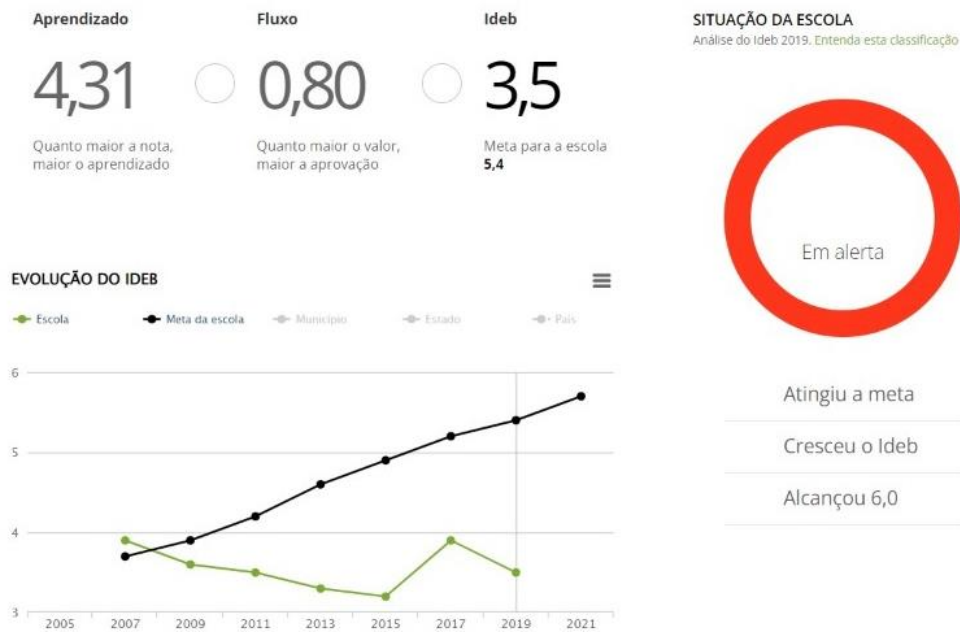 Aprendizado
4,31
Quanto maior a nota,
maior o aprendizado
Fluxo
0,80
Quanto maior o valor,
maior a aprovação
Ideb
3,5
Meta para a escola
5,4
SITUAÇÃO DA ESCOLA
Análise do Ideb 2019. Entenda esta classificação
Em alerta
Atingiu a meta
Cresceu o Ideb
Alcançou 6,0
EVOLUÇÃO DO IDEB
Escola
Meta da escola
Município
Estado
País
6
5
4
3
2005 2007 2009 2011 2013 2015 2017 2019 2021